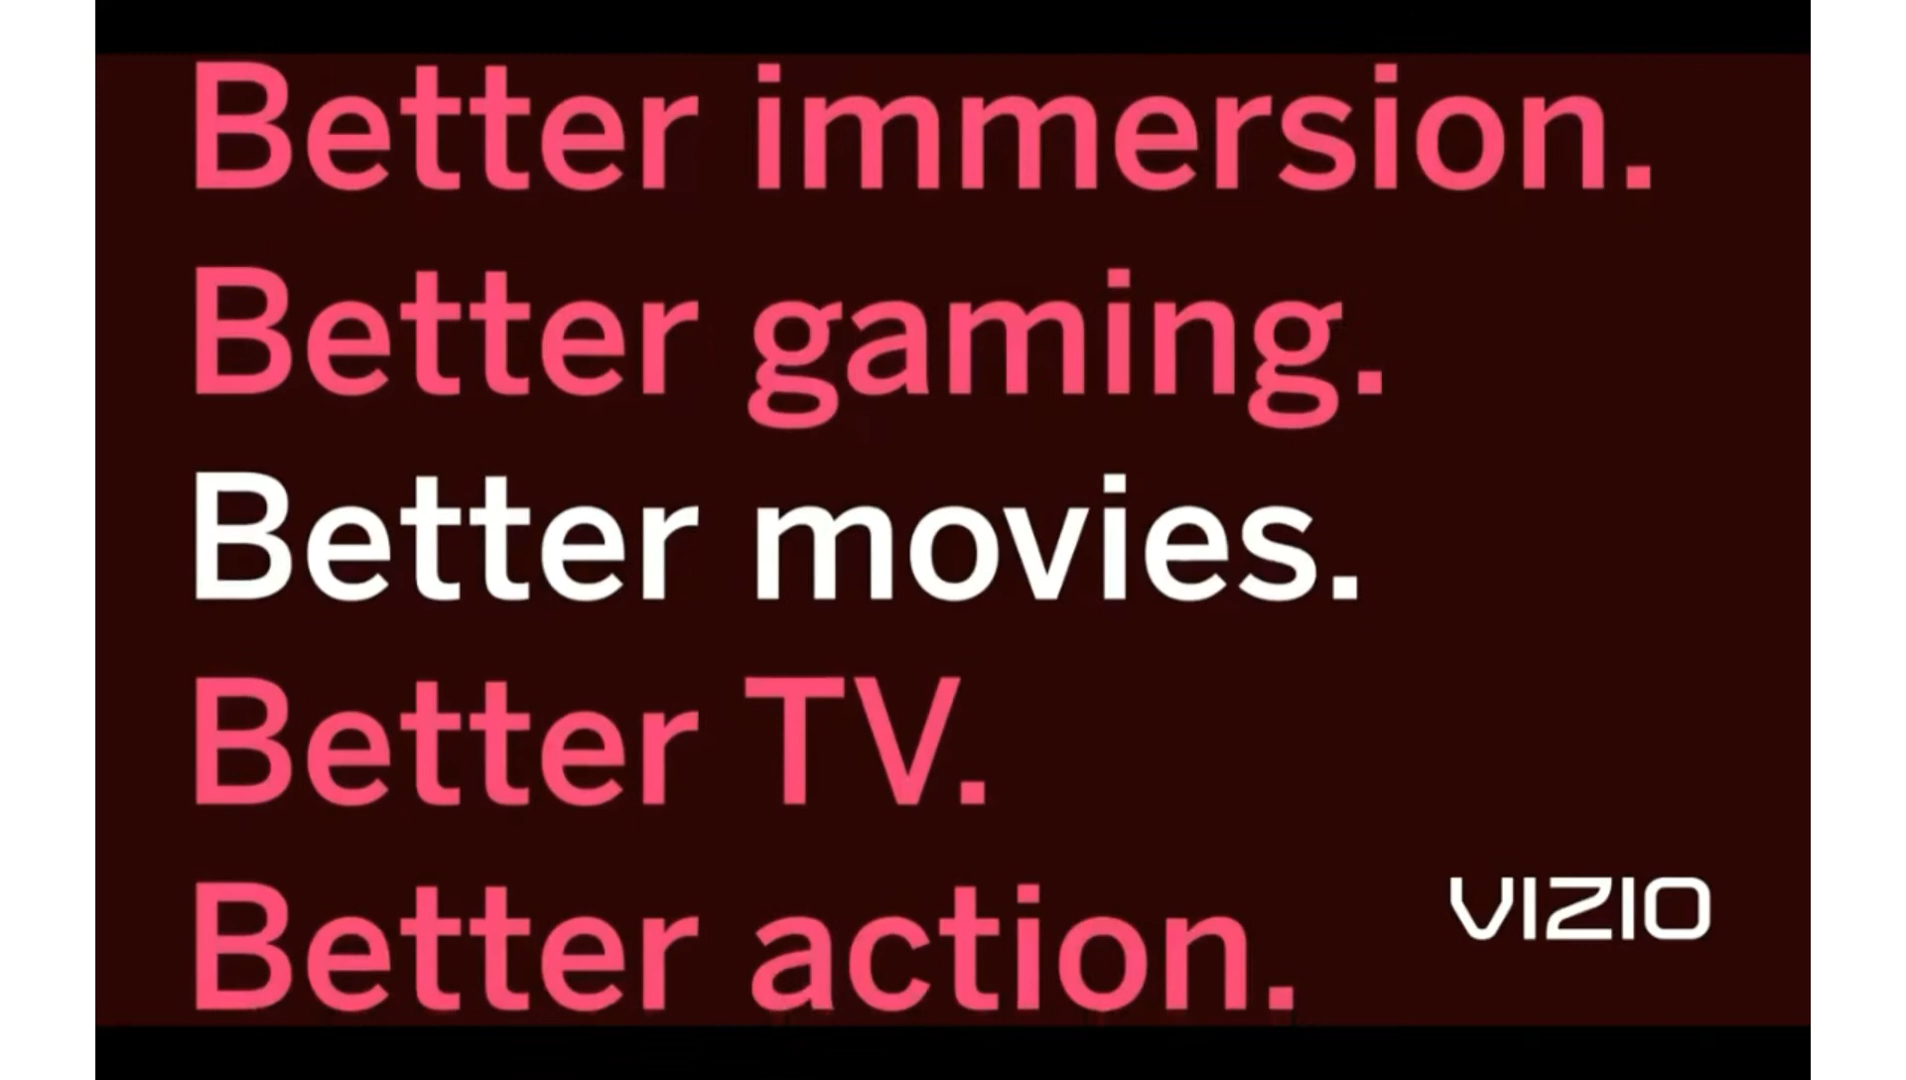 Better immersion.
Better gaming.
Better movies.
Better TV.
Better action.
VIZIO